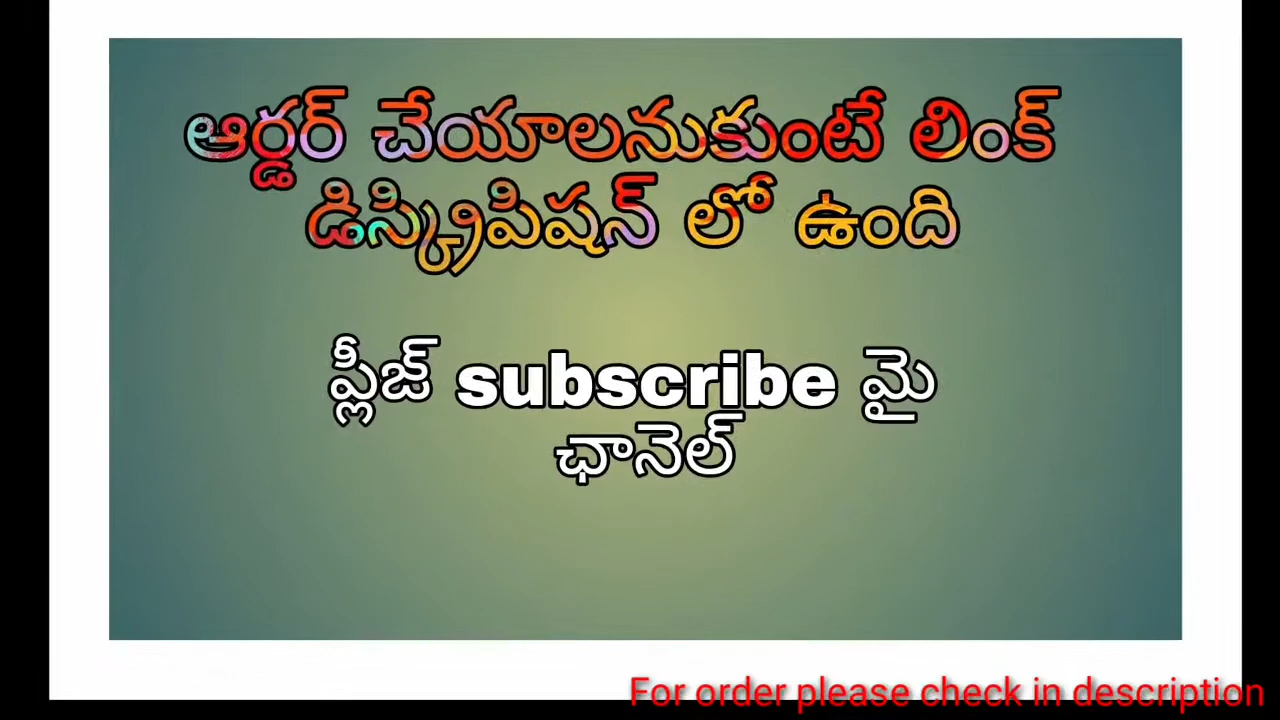 ఆర్డర్ చేయాలనుకుంటే లింక్
డిస్క్రిపిషన్ లో ఉంది
ప్లీజ్ subscribe మై
ఛానెల్
For order please check in description